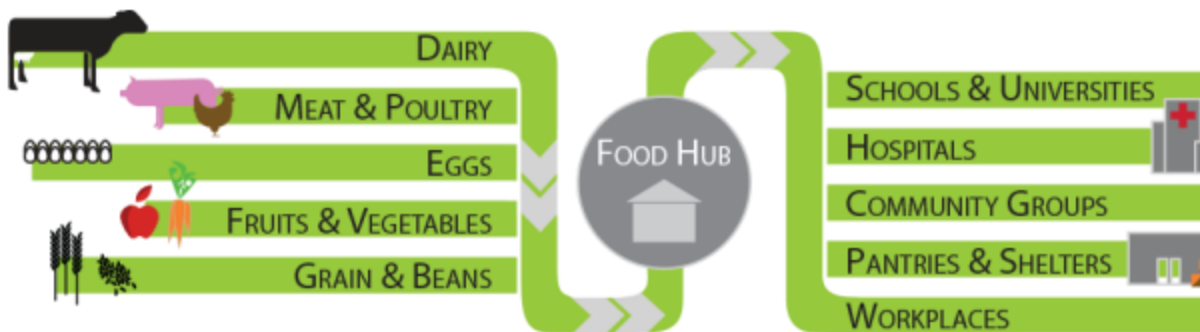 Dairy
Meat & Poultry
Eggs
Fruits & Vegetables
Grain & Beans
Food Hub
Schools & Universities
Hospitals
Community Groups
Pantries & Shelters
Workplaces